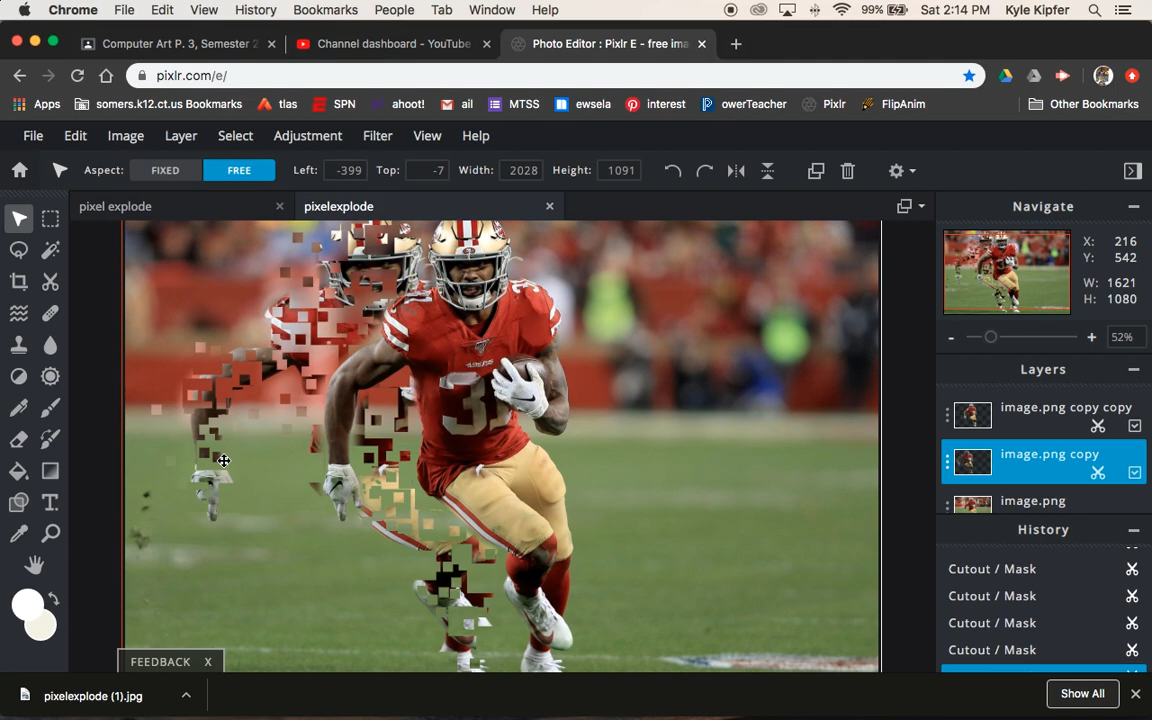 Chrome File Edit View History Bookmarks People Tab Window Help 99% Sat 2:14 PM Kyle Kipfer
Computer Art P. 3, Semester 2 Channel dashboard - YouTube Photo Editor : Pixlr E - free ima
pixlr.com/e/
Apps somers.k12.ct.us Bookmarks tlas SPN ahoot! ail MTSS ewsela interest owerTeacher Pixlr FlipAnim Other Bookmarks
File Edit Image Layer Select Adjustment Filter View Help
Aspect: FIXED FREE Left: -399 Top: -7 Width: 2028 Height: 1091
pixel explode pixelexplode Navigate
X: 216
Y: 542
W: 1621
H: 1080
52%
Layers
image.png copy copy
image.png copy
image.png
History
Cutout / Mask
Cutout / Mask
Cutout / Mask
Cutout / Mask
31
FEEDBACK X
pixelexplode (1).jpg Show All